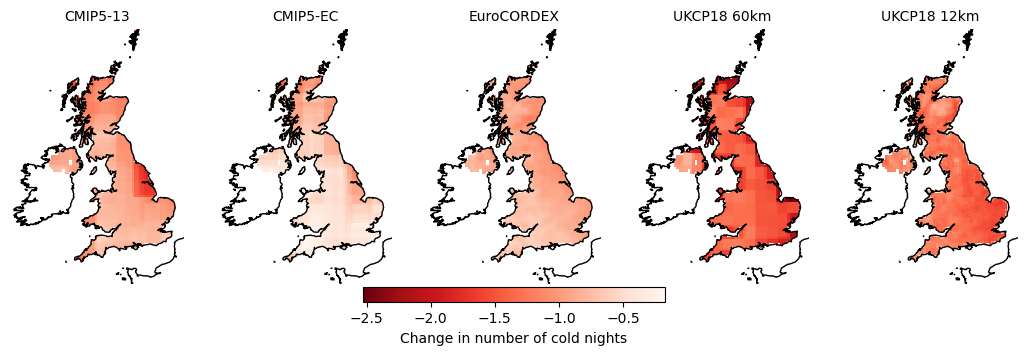 CMIP5-13 CMIP5-EC EuroCORDEX UKCP18 60km UKCP18 12km
−2.5 −2.0 −1.5 −1.0 −0.5
Change in number of cold nights